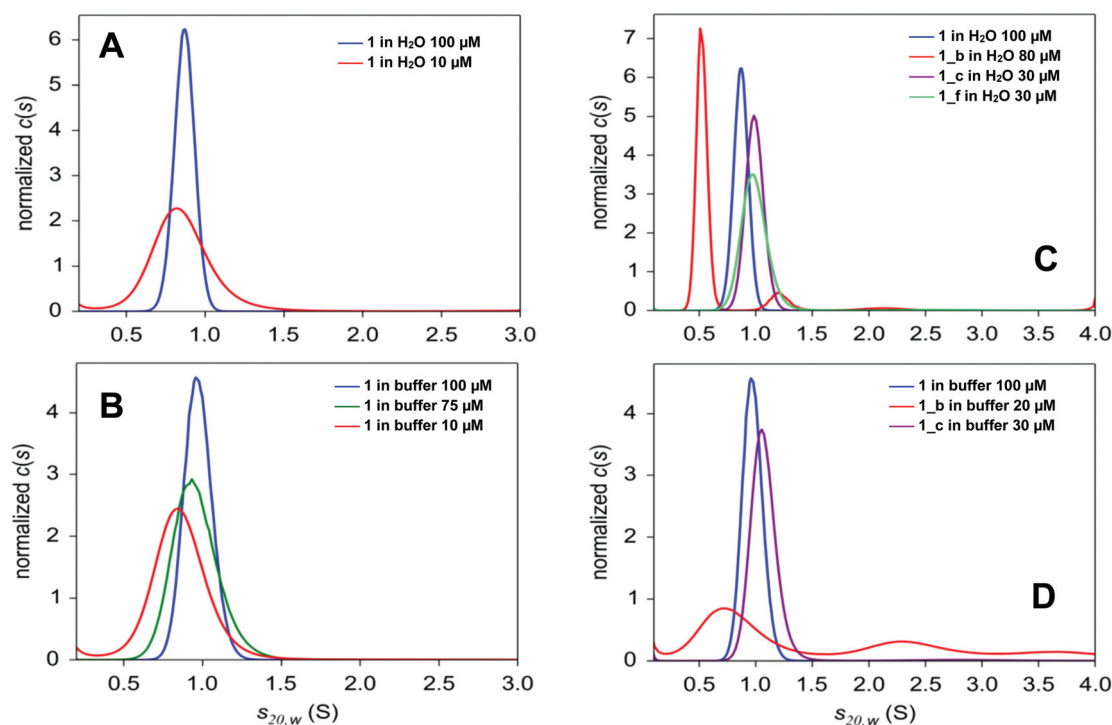 A
1 in H₂O 100 µM
1 in H₂O 10 µM
normalized c(s)
6
5
4
3
2
1
0
0.5 1.0 1.5 2.0 2.5 3.0
C
1 in H₂O 100 µM
1_b in H₂O 80 µM
1_c in H₂O 30 µM
1_f in H₂O 30 µM
normalized c(s)
7
6
5
4
3
2
1
0
0.5 1.0 1.5 2.0 2.5 3.0 3.5 4.0
B
1 in buffer 100 µM
1 in buffer 75 µM
1 in buffer 10 µM
normalized c(s)
4
3
2
1
0
0.5 1.0 1.5 2.0 2.5 3.0
s20,w (S)
1 in buffer 100 µM
1_b in buffer 20 µM
1_c in buffer 30 µM
D
normalized c(s)
4
3
2
1
0
0.5 1.0 1.5 2.0 2.5 3.0 3.5 4.0
s20,w (S)